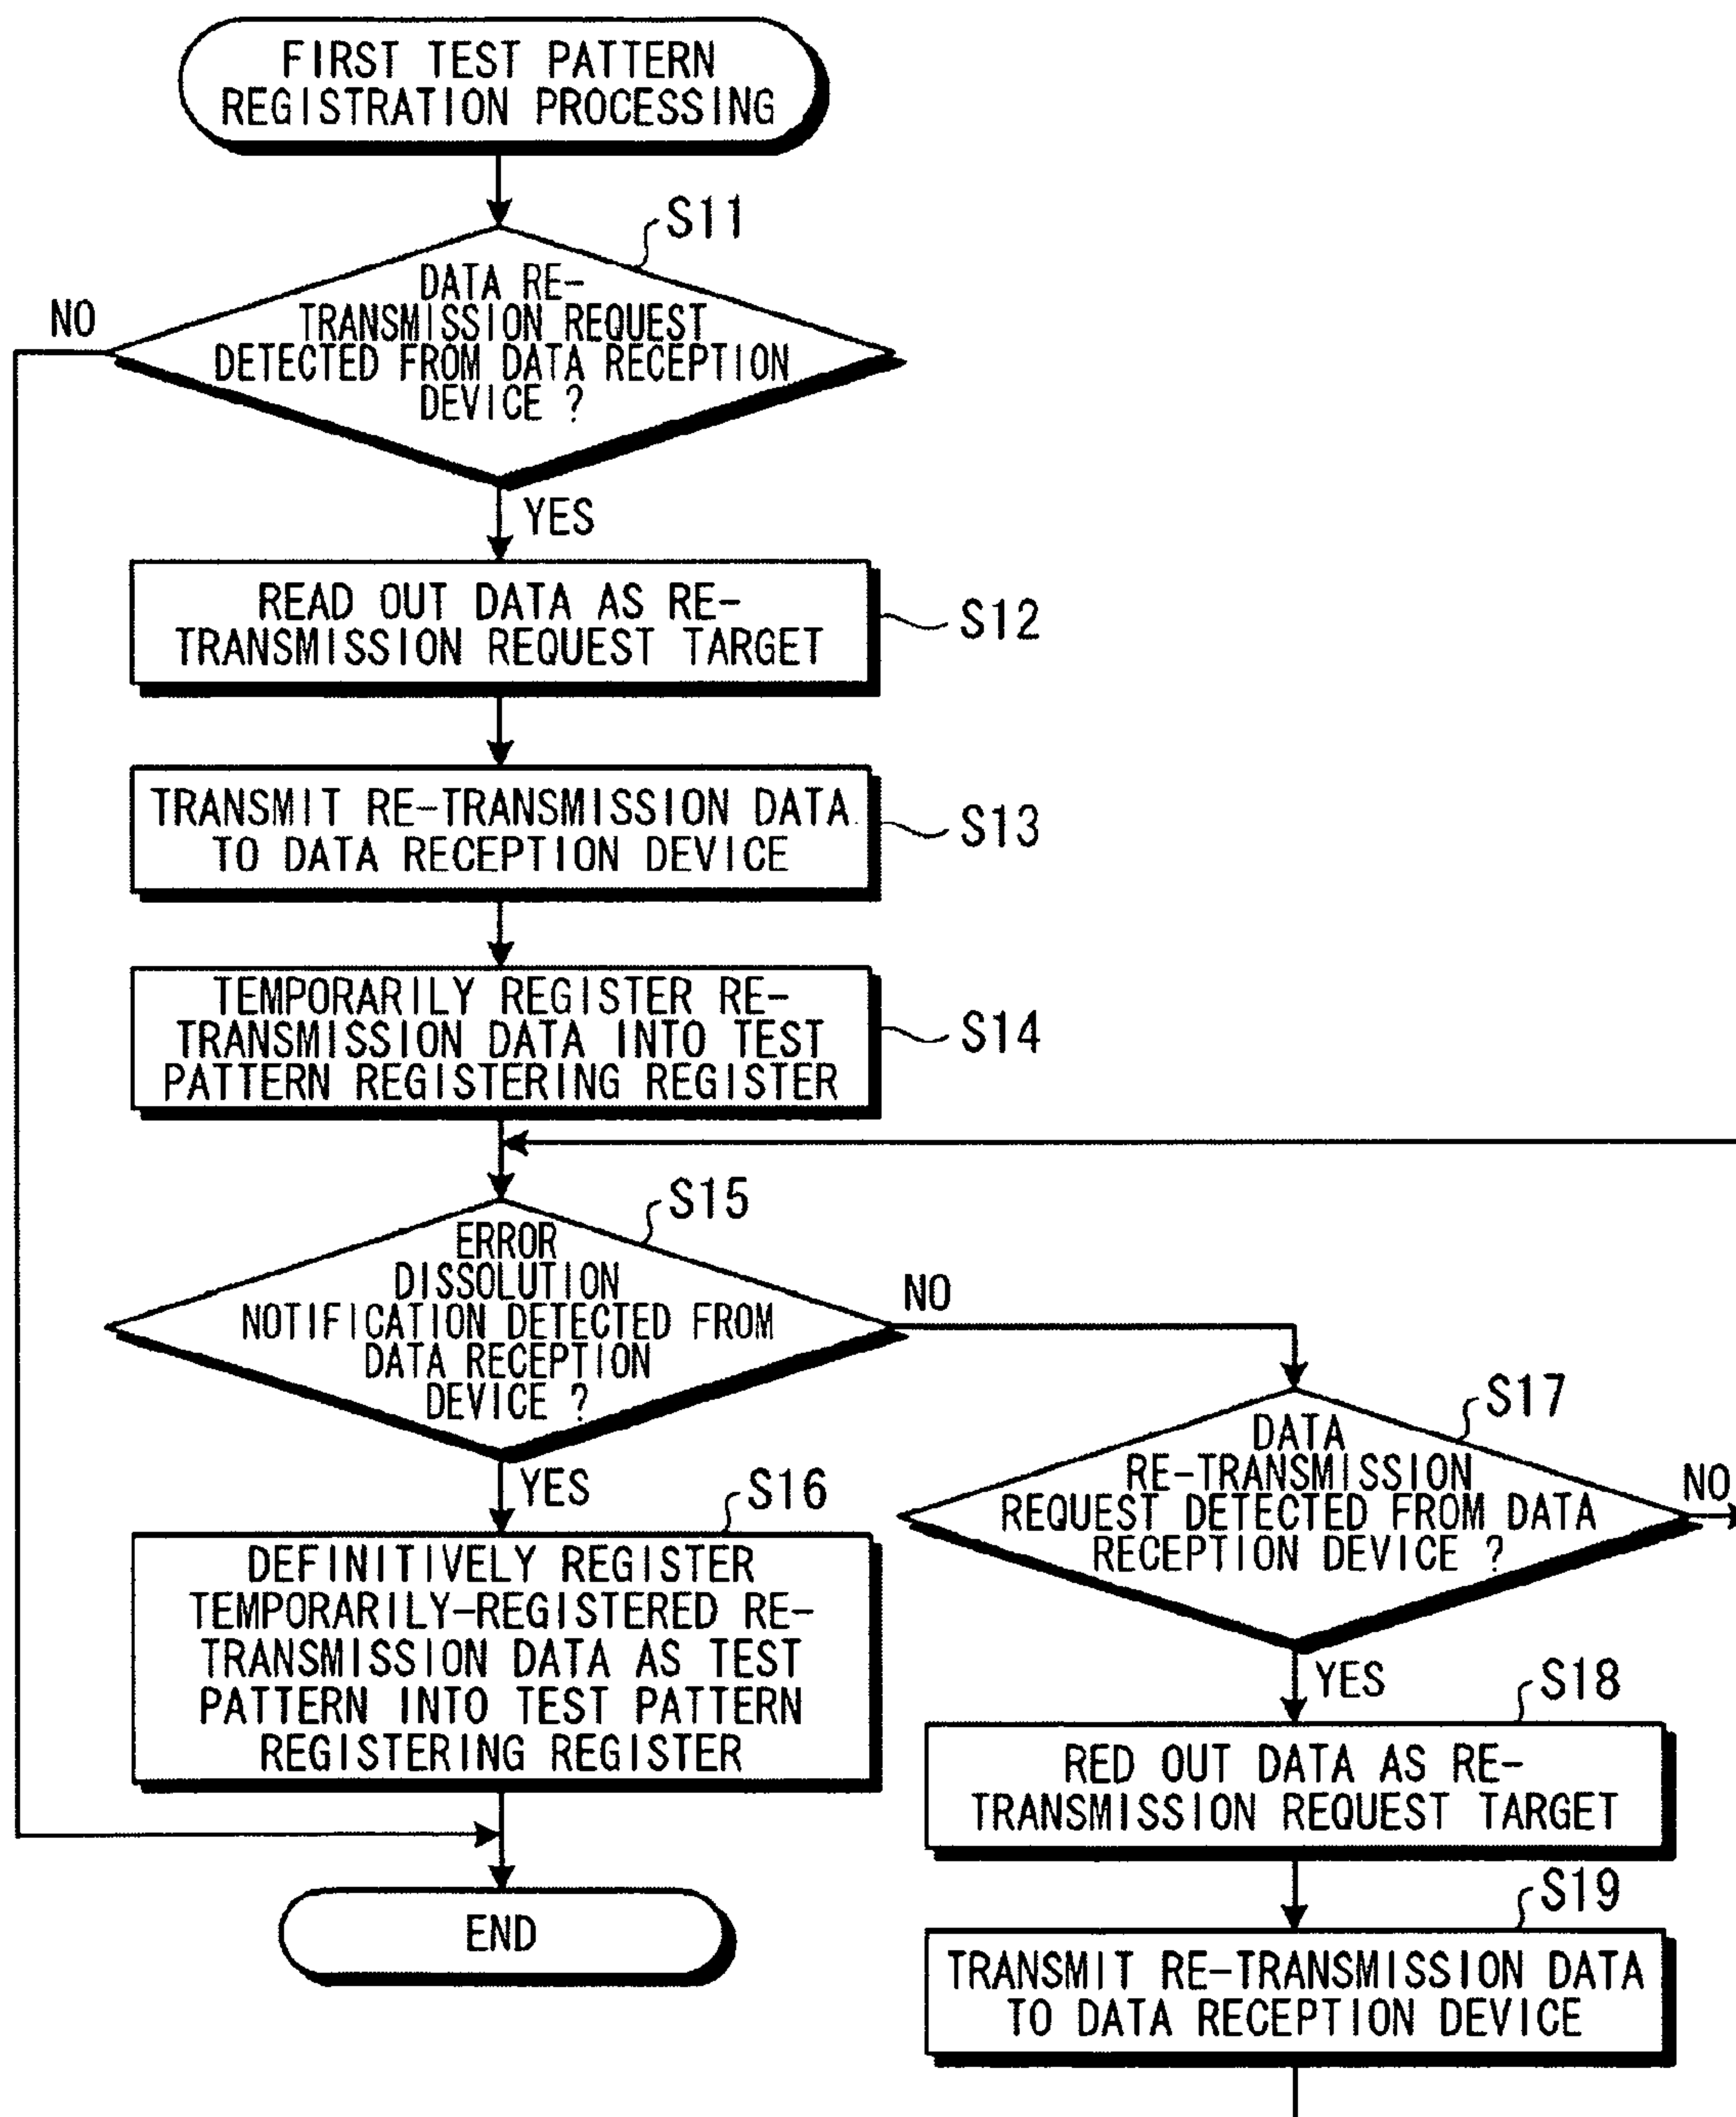 FIRST TEST PATTERN
REGISTRATION PROCESSING
S11
DATA RE-
TRANSMISSION REQUEST
DETECTED FROM DATA RECEPTION
DEVICE ?
NO
YES
READ OUT DATA AS RE-
TRANSMISSION REQUEST TARGET
S12
TRANSMIT RE-TRANSMISSION DATA
TO DATA RECEPTION DEVICE
S13
TEMPORARILY REGISTER RE-
TRANSMISSION DATA INTO TEST
PATTERN REGISTERING REGISTER
S14
S15
ERROR
DISSOLUTION
NOTIFICATION DETECTED FROM
DATA RECEPTION
DEVICE ?
NO
YES
S16
DEFINITIVELY REGISTER
TEMPORARILY-REGISTERED RE-
TRANSMISSION DATA AS TEST
PATTERN INTO TEST PATTERN
REGISTERING REGISTER
END
S17
DATA
RE-TRANSMISSION
REQUEST DETECTED FROM DATA
RECEPTION DEVICE ?
NO
YES
S18
RED OUT DATA AS RE-
TRANSMISSION REQUEST TARGET
S19
TRANSMIT RE-TRANSMISSION DATA
TO DATA RECEPTION DEVICE